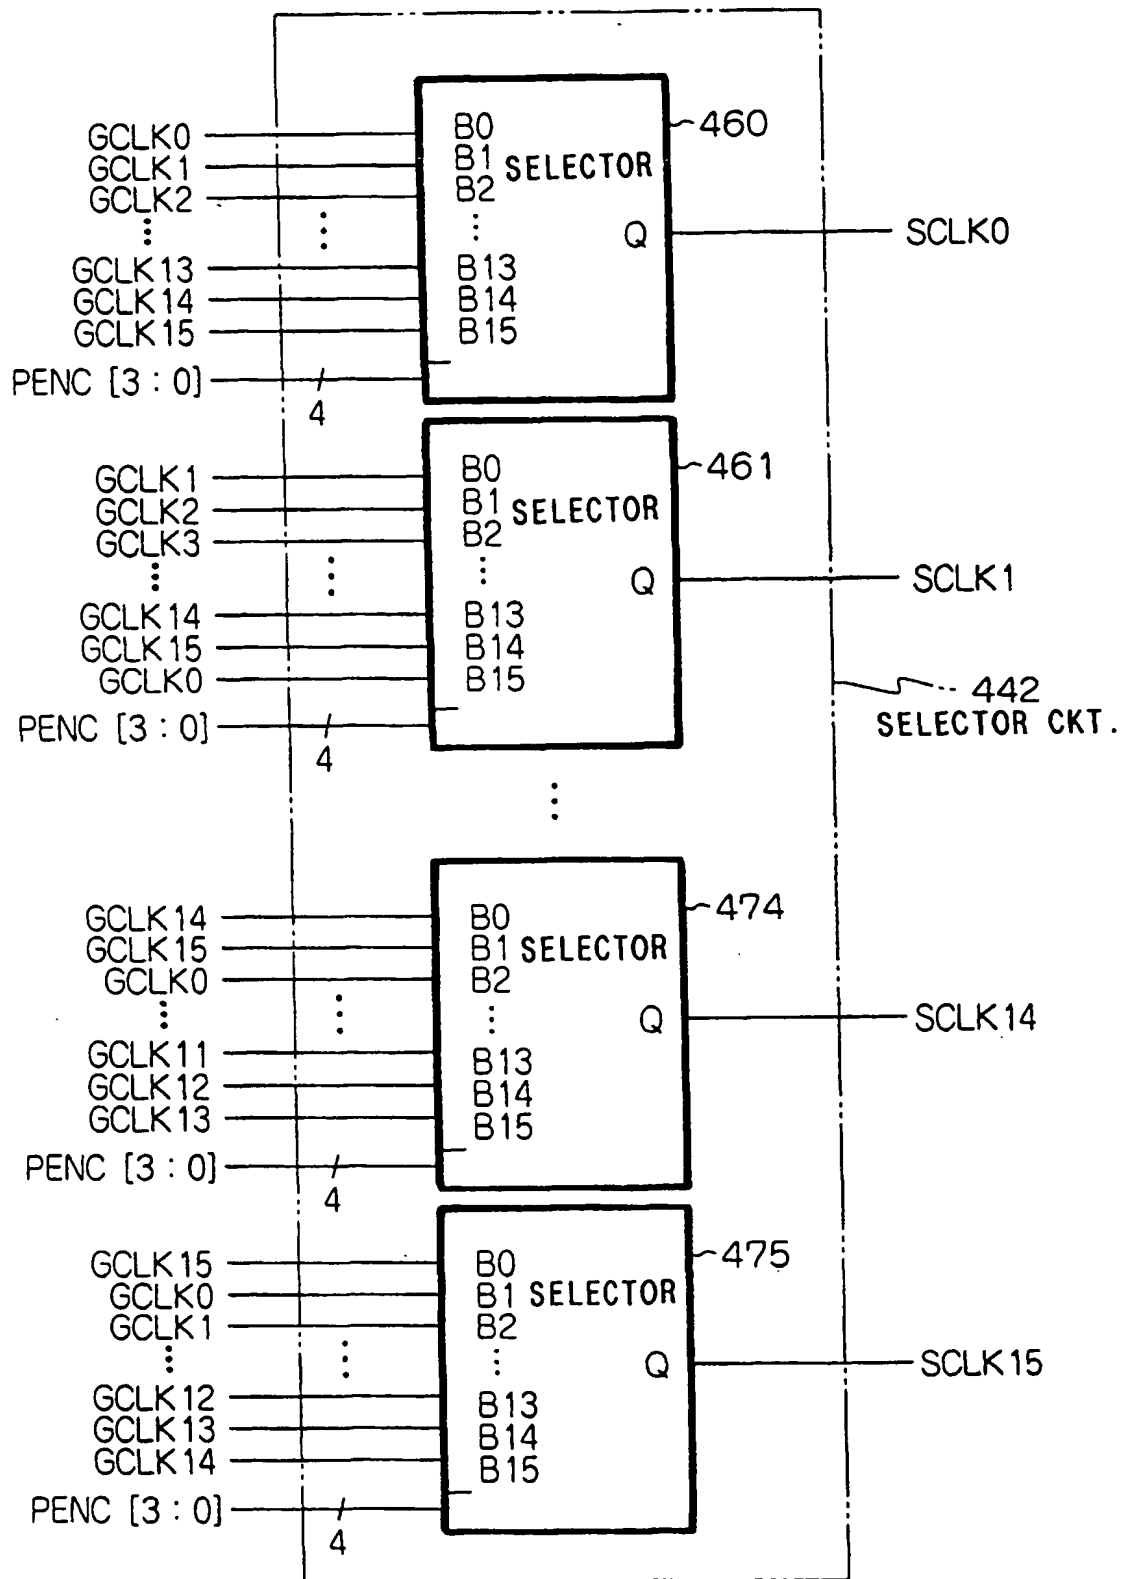 GCLK0 B0 460
GCLK1 B1 SELECTOR
GCLK2 B2
Q SCLK0
GCLK13 B13
GCLK14 B14
GCLK15 B15
PENC [3 : 0] 4
GCLK1 B0 461
GCLK2 B1 SELECTOR
GCLK3 B2
Q SCLK1
GCLK14 B13
GCLK15 B14
GCLK0 B15
442
SELECTOR CKT.
PENC [3 : 0] 4
GCLK14 B0 474
GCLK15 B1 SELECTOR
GCLK0 B2
Q SCLK14
GCLK11 B13
GCLK12 B14
GCLK13 B15
PENC [3 : 0] 4
GCLK15 B0 475
GCLK0 B1 SELECTOR
GCLK1 B2
Q SCLK15
GCLK12 B13
GCLK13 B14
GCLK14 B15
PENC [3 : 0] 4